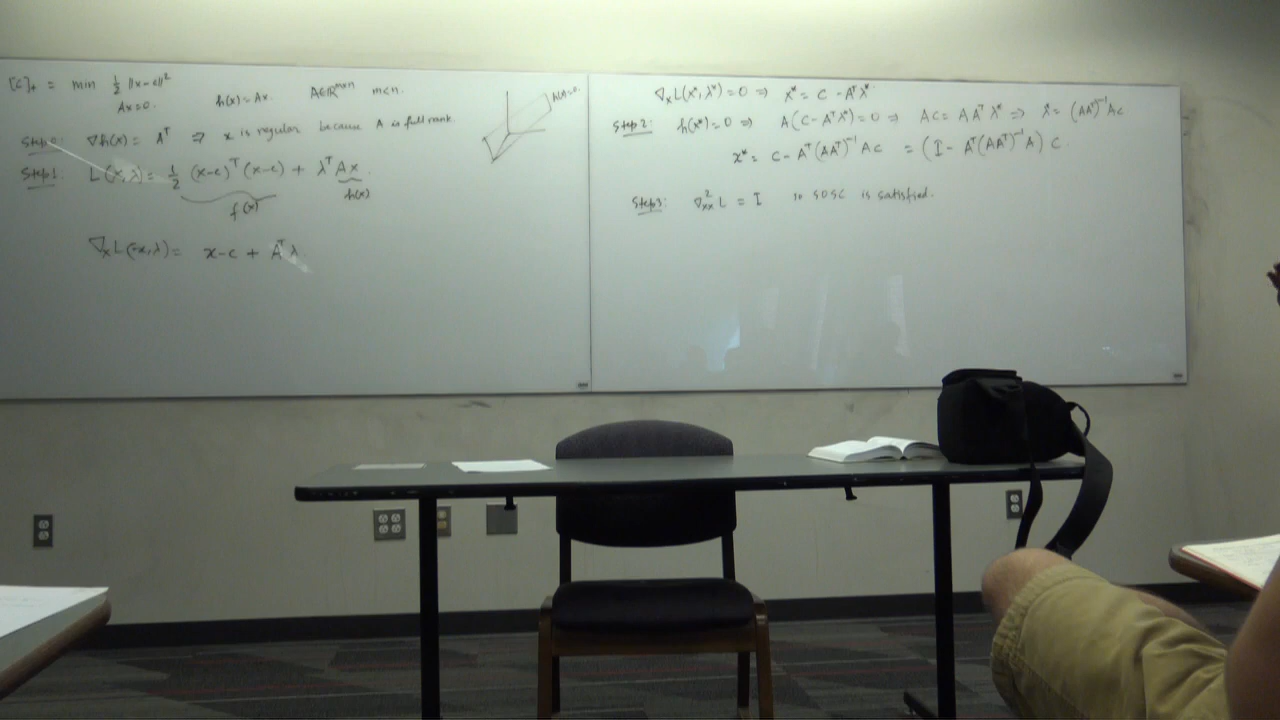 [C]₊ = min ½ ||x-c||²
Ax=0. h(x)=Ax. A∈ℝᵐˣⁿ m<n.
h(x)=0.
Step0: ∇h(x) = Aᵀ ⇒ x is regular because A is full rank
Step1: L(x,λ) = ½ (x-c)ᵀ(x-c) + λᵀAx.
f(x) h(x)
∇ₓL(x,λ) = x-c + Aᵀλ
∇ₓL(x*,λ*)=0 ⇒ x* = c - Aᵀλ*
Step2: h(x*)=0 ⇒ A(c-Aᵀλ*)=0 ⇒ Ac = AAᵀλ* ⇒ λ* = (AAᵀ)⁻¹Ac
x* = c - Aᵀ(AAᵀ)⁻¹Ac = (I - Aᵀ(AAᵀ)⁻¹A) c.
Step3: ∇²ₓₓL = I so SOSC is satisfied.